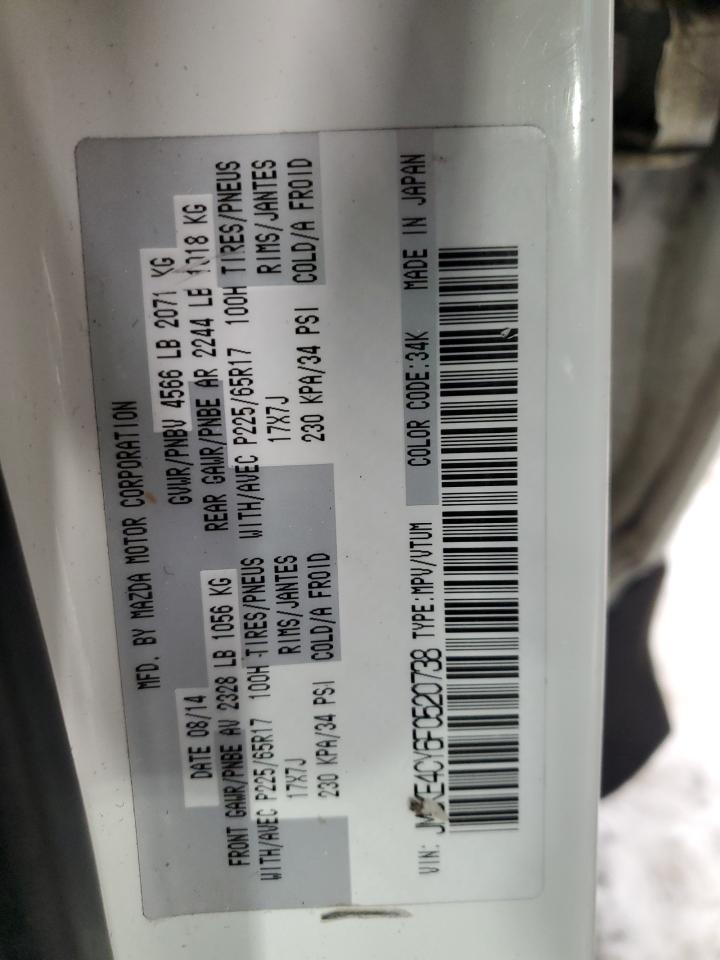 MFD. BY MAZDA MOTOR CORPORATION
DATE 08/14 GVWR/PNBV 4566 LB 2071 KG
FRONT GAWR/PNBE AV 2328 LB 1056 KG REAR GAWR/PNBE AR 2244 LB 1018 KG
WITH/AVEC P225/65R17 100H TIRES/PNEUS WITH/AVEC P225/65R17 100H TIRES/PNEUS
17X7J RIMS/JANTES 17X7J RIMS/JANTES
230 KPA/34 PSI COLD/A FROID 230 KPA/34 PSI COLD/A FROID
VIN: JM3KE4CY6F0520738 TYPE:MPV/VTUM COLOR CODE:34K MADE IN JAPAN